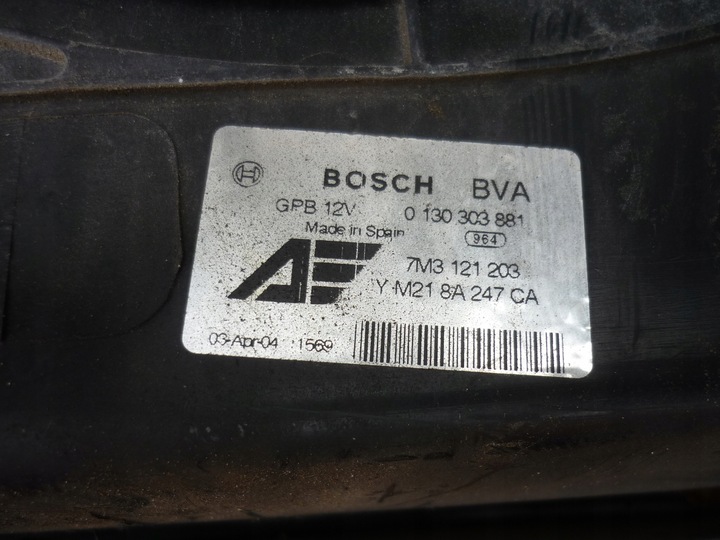 BOSCH BVA
GPB 12V 0 130 303 881
Made in Spain 964
7M3 121 203
YM21 8A 247 CA
03-Apr-04 1569